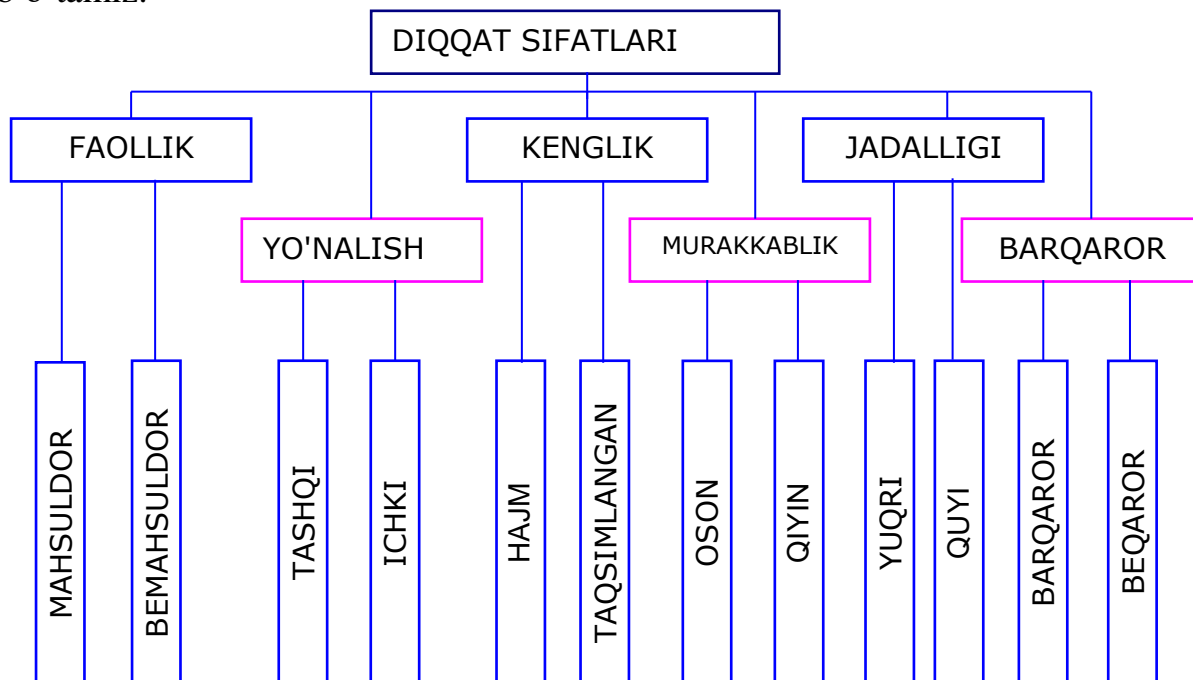 DIQQAT SIFATLARI
FAOLLIK
KENGLIK
JADALLIGI
YO'NALISH
MURAKKABLIK
BARQAROR
MAHSULDOR
BEMAHSULDOR
TASHQI
ICHKI
HAJM
TAQSIMLANGAN
OSON
QIYIN
YUQRI
QUYI
BARQAROR
BEQAROR